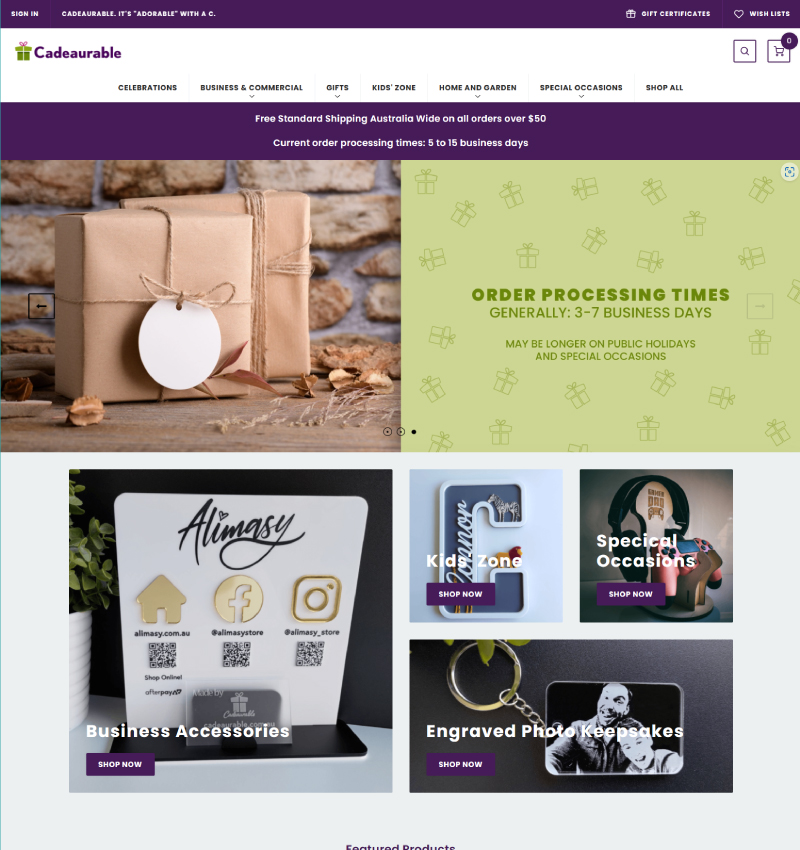 SIGN IN
CADEAURABLE. IT'S "ADORABLE" WITH A C.
GIFT CERTIFICATES
WISH LISTS
Cadeaurable
0
CELEBRATIONS
BUSINESS & COMMERCIAL
GIFTS
KIDS' ZONE
HOME AND GARDEN
SPECIAL OCCASIONS
SHOP ALL
Free Standard Shipping Australia Wide on all orders over $50
Current order processing times: 5 to 15 business days
ORDER PROCESSING TIMES
GENERALLY: 3-7 BUSINESS DAYS
MAY BE LONGER ON PUBLIC HOLIDAYS
AND SPECIAL OCCASIONS
Alimasy
alimasy.com.au
@alimasystore
@alimasy_store
Shop Online!
afterpay
Made by
Cadeaurable
cadeaurable.com.au
Business Accessories
SHOP NOW
Connor
Kids' Zone
SHOP NOW
Specical
Occasions
SHOP NOW
Engraved Photo Keepsakes
SHOP NOW
Featured Products